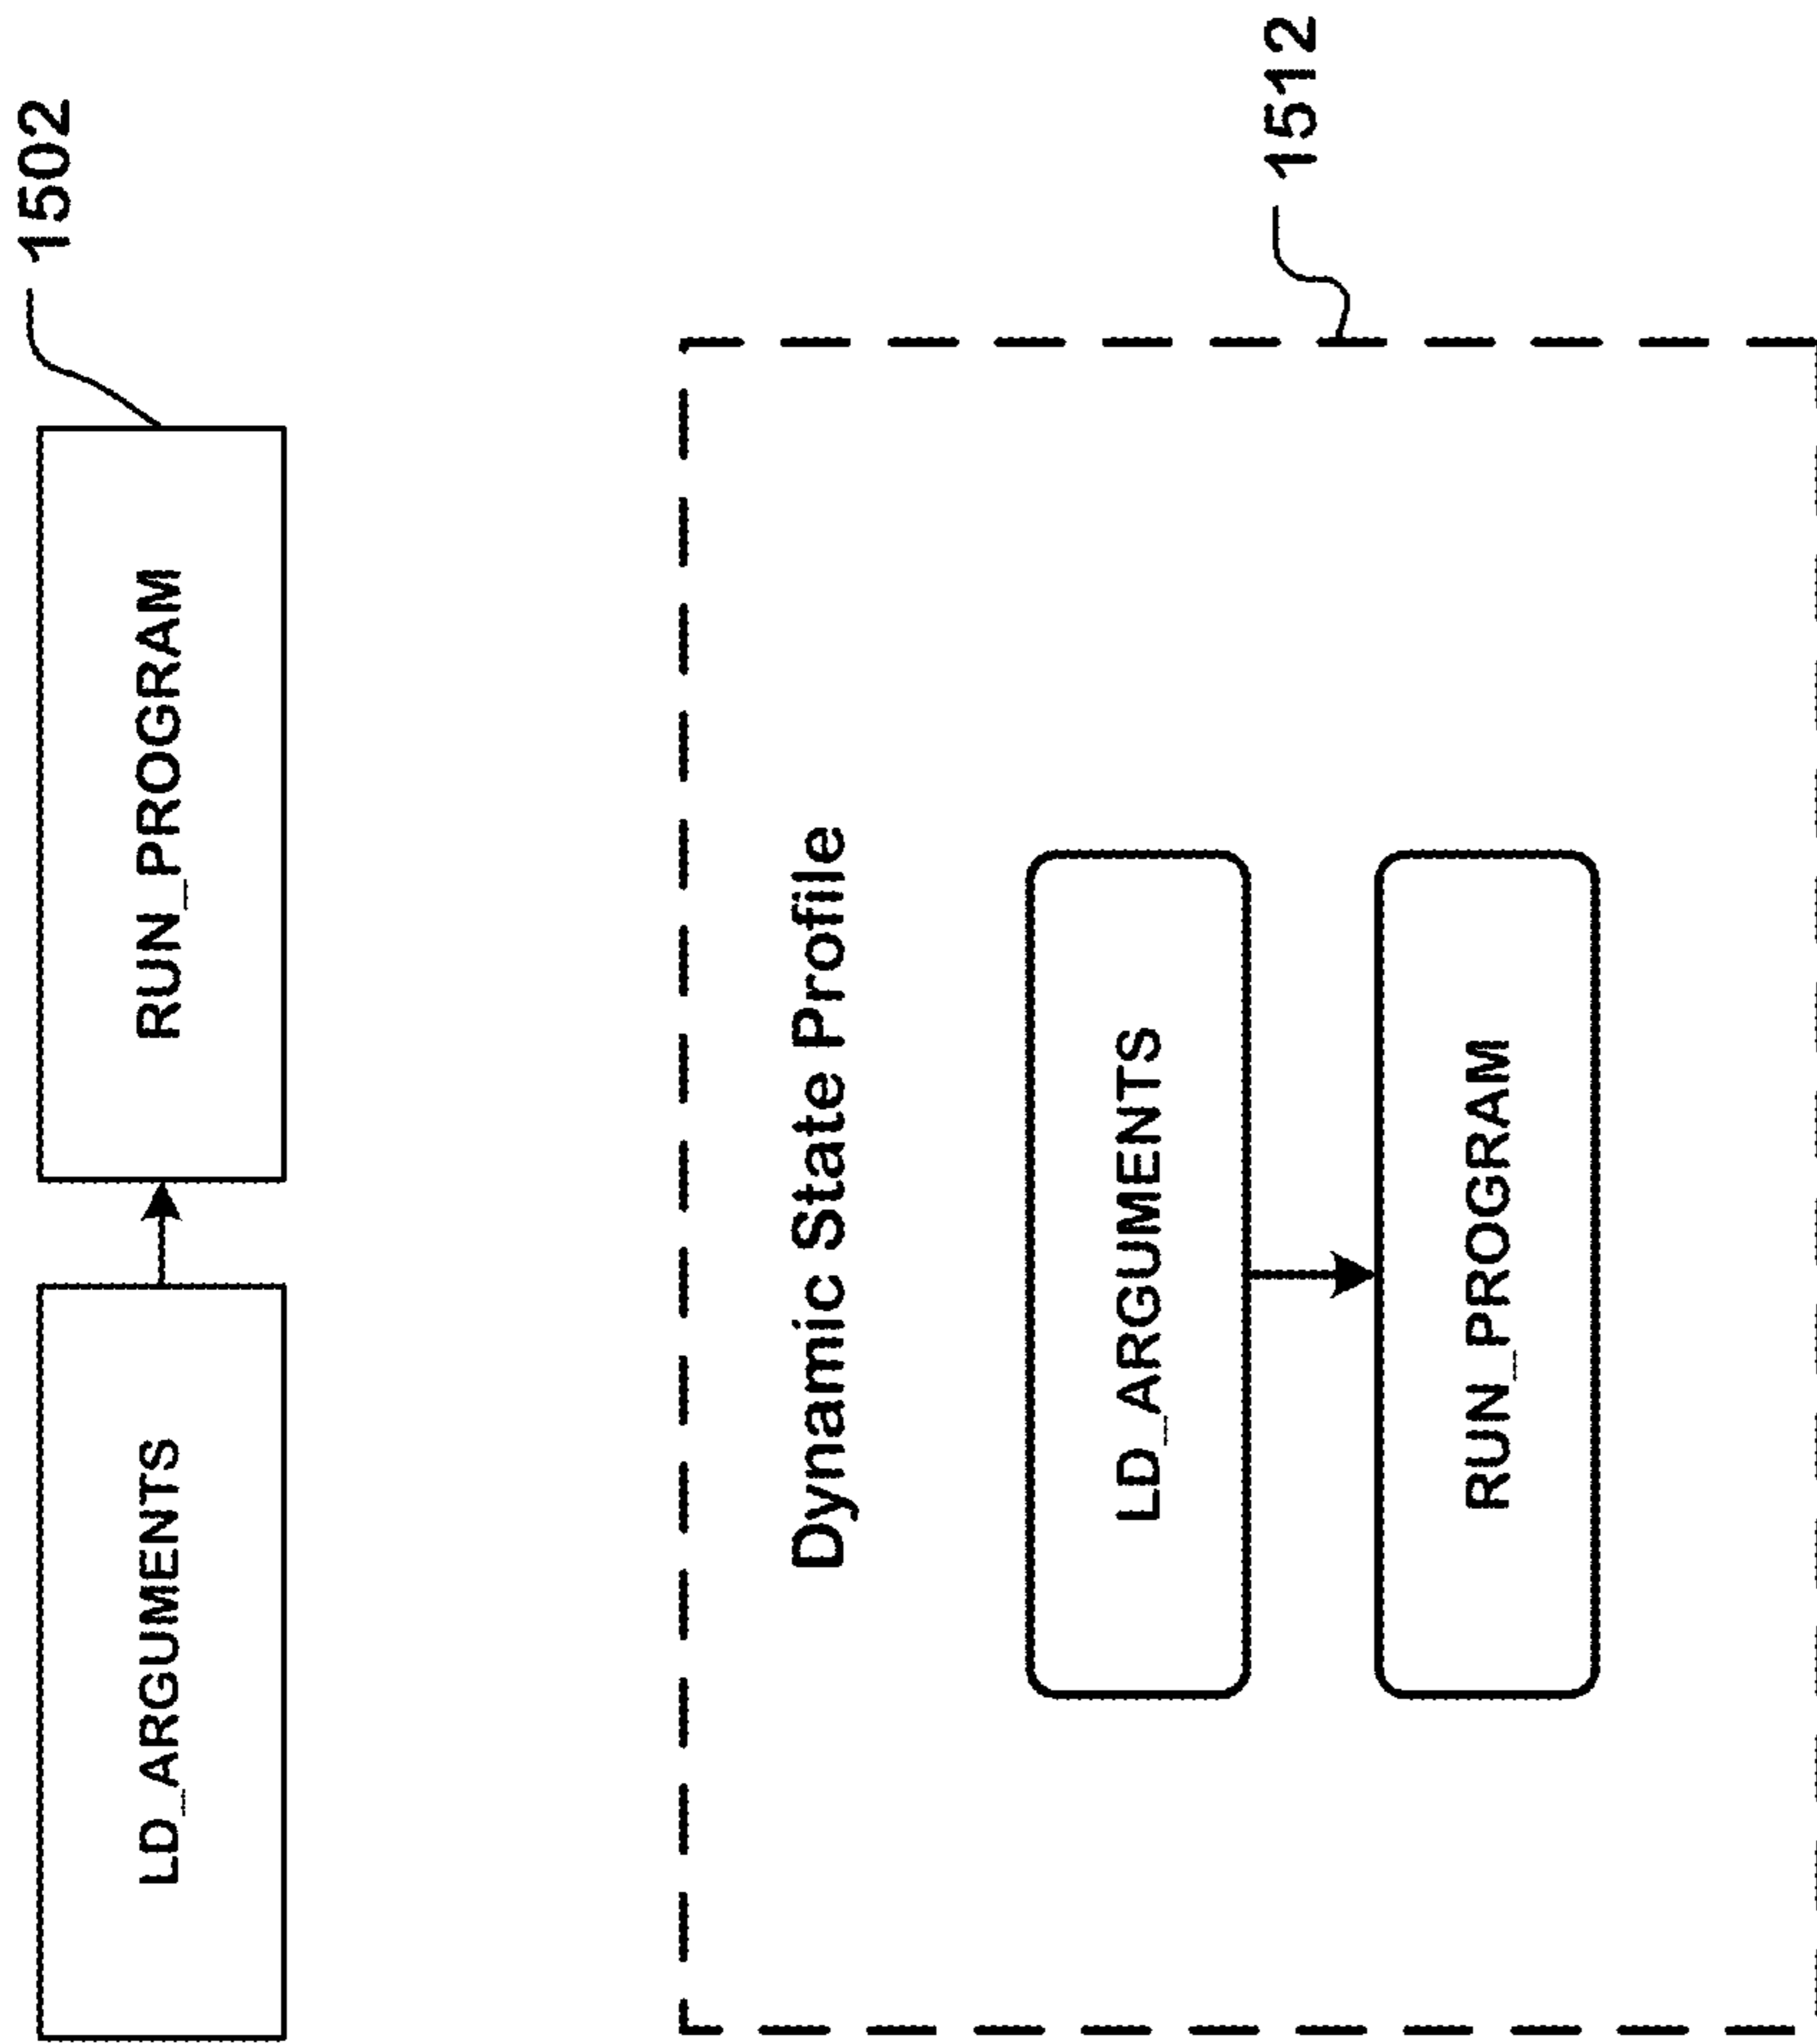 LD_ARGUMENTS
RUN_PROGRAM
1502
Dynamic State Profile
LD_ARGUMENTS
RUN_PROGRAM
1512